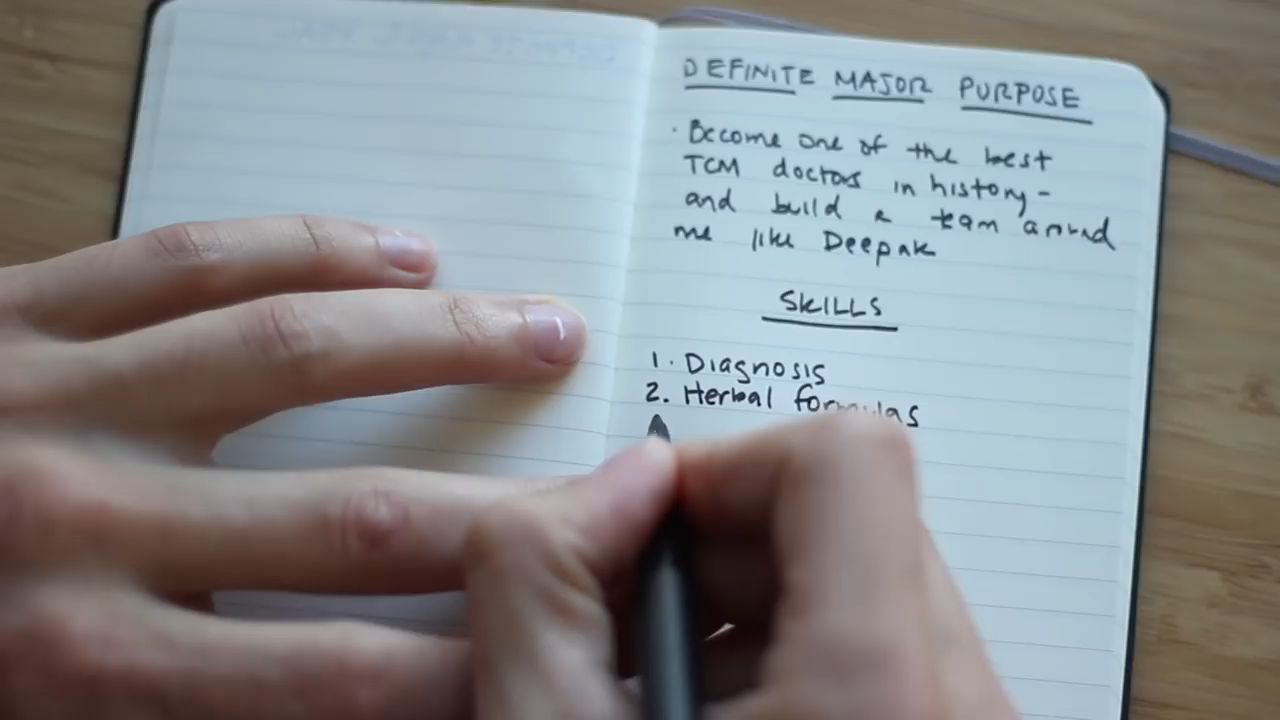 DEFINITE MAJOR PURPOSE
· Become one of the best
TCM doctors in history -
and build a team around
me like Deepak
SKILLS
1. Diagnosis
2. Herbal formulas